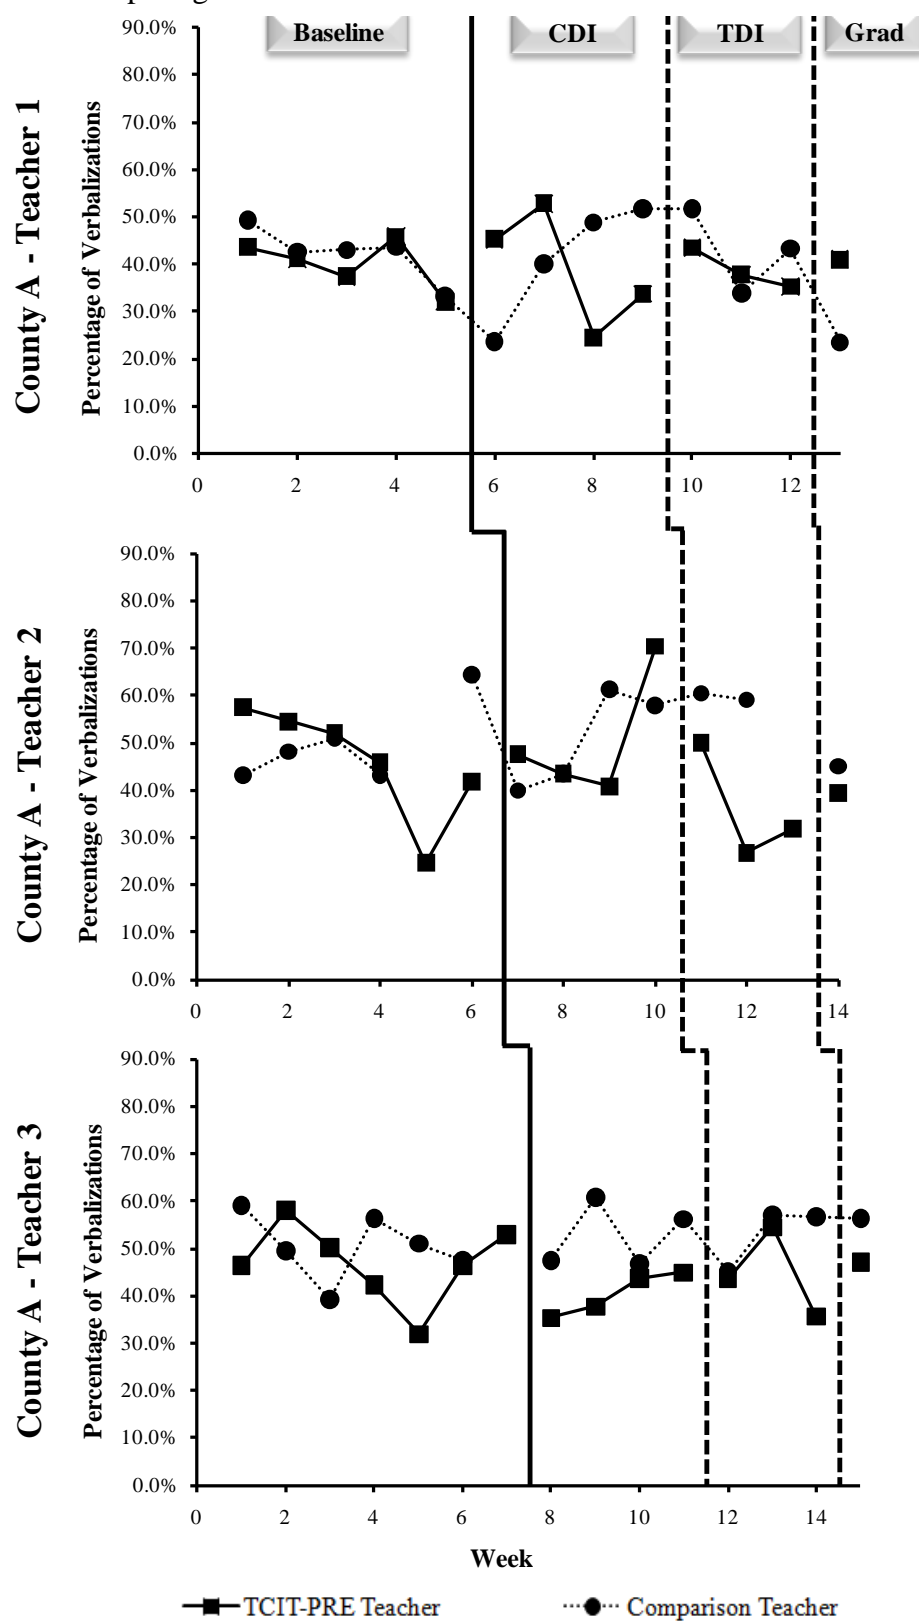 Baseline CDI TDI Grad
County A - Teacher 1
Percentage of Verbalizations
90.0%
80.0%
70.0%
60.0%
50.0%
40.0%
30.0%
20.0%
10.0%
0.0%
0 2 4 6 8 10 12
County A - Teacher 2
Percentage of Verbalizations
90.0%
80.0%
70.0%
60.0%
50.0%
40.0%
30.0%
20.0%
10.0%
0.0%
0 2 4 6 8 10 12 14
County A - Teacher 3
Percentage of Verbalizations
90.0%
80.0%
70.0%
60.0%
50.0%
40.0%
30.0%
20.0%
10.0%
0.0%
0 2 4 6 8 10 12 14
Week
TCIT-PRE Teacher Comparison Teacher